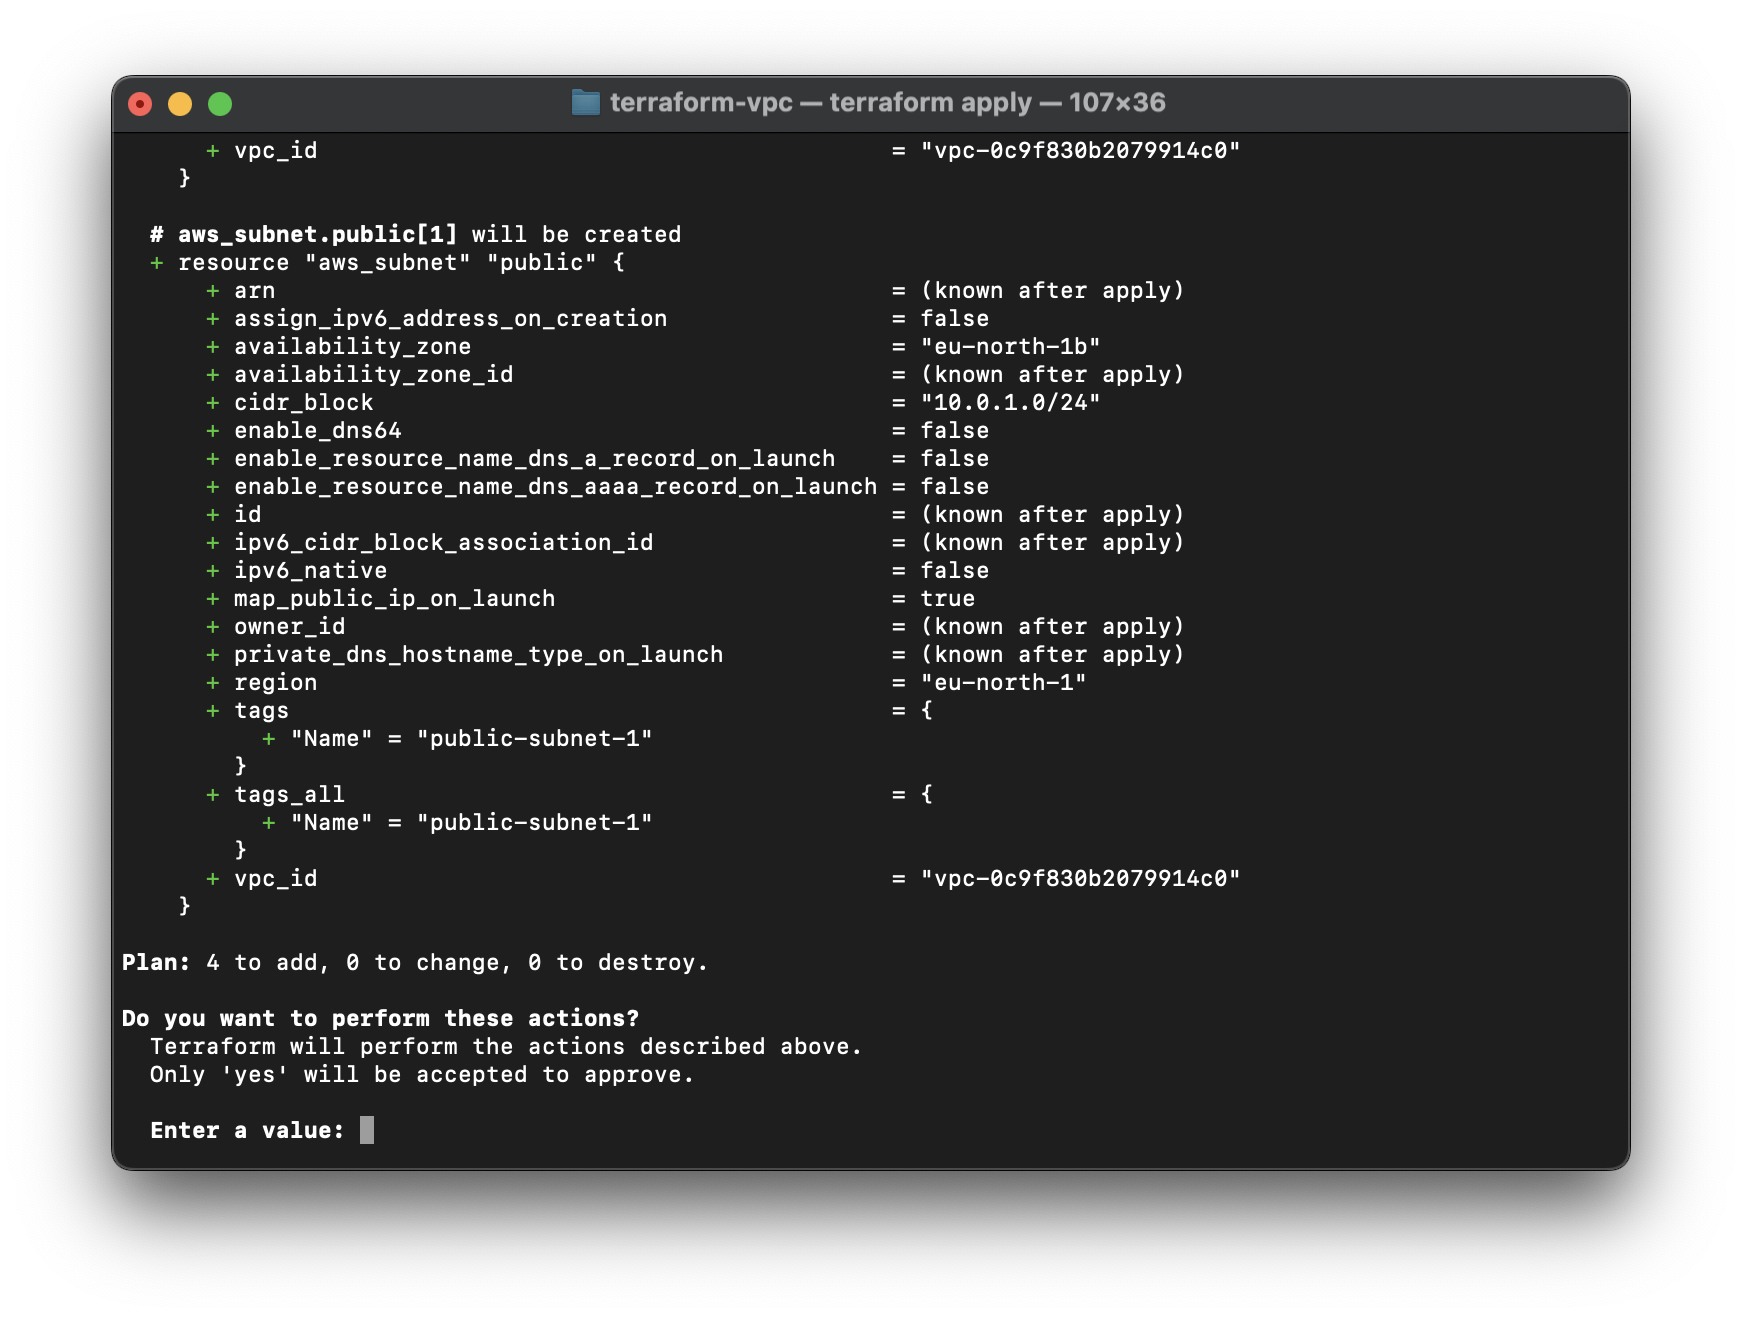 terraform-vpc — terraform apply — 107×36
+ vpc_id = "vpc-0c9f830b2079914c0"
}
# aws_subnet.public[1] will be created
+ resource "aws_subnet" "public" {
+ arn = (known after apply)
+ assign_ipv6_address_on_creation = false
+ availability_zone = "eu-north-1b"
+ availability_zone_id = (known after apply)
+ cidr_block = "10.0.1.0/24"
+ enable_dns64 = false
+ enable_resource_name_dns_a_record_on_launch = false
+ enable_resource_name_dns_aaaa_record_on_launch = false
+ id = (known after apply)
+ ipv6_cidr_block_association_id = (known after apply)
+ ipv6_native = false
+ map_public_ip_on_launch = true
+ owner_id = (known after apply)
+ private_dns_hostname_type_on_launch = (known after apply)
+ region = "eu-north-1"
+ tags = {
+ "Name" = "public-subnet-1"
}
+ tags_all = {
+ "Name" = "public-subnet-1"
}
+ vpc_id = "vpc-0c9f830b2079914c0"
}
Plan: 4 to add, 0 to change, 0 to destroy.
Do you want to perform these actions?
Terraform will perform the actions described above.
Only 'yes' will be accepted to approve.
Enter a value: